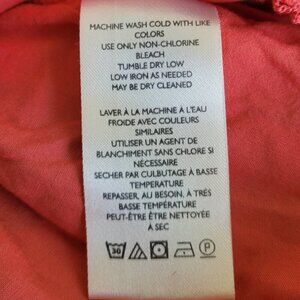 MACHINE WASH COLD WITH LIKE
COLORS
USE ONLY NON-CHLORINE
BLEACH
TUMBLE DRY LOW
LOW IRON AS NEEDED
MAY BE DRY CLEANED
LAVER À LA MACHINE À L'EAU
FROIDE AVEC COULEURS
SIMILAIRES
UTILISER UN AGENT DE
BLANCHIMENT SANS CHLORE SI
NÉCESSAIRE
SECHER PAR CULBUTAGE À BASSE
TEMPERATURE
REPASSER, AU BESOIN, À TRÉS
BASSE TEMPÉRATURE
PEUT-ÊTRE ÊTRE NETTOYÉE
À SEC
30 P